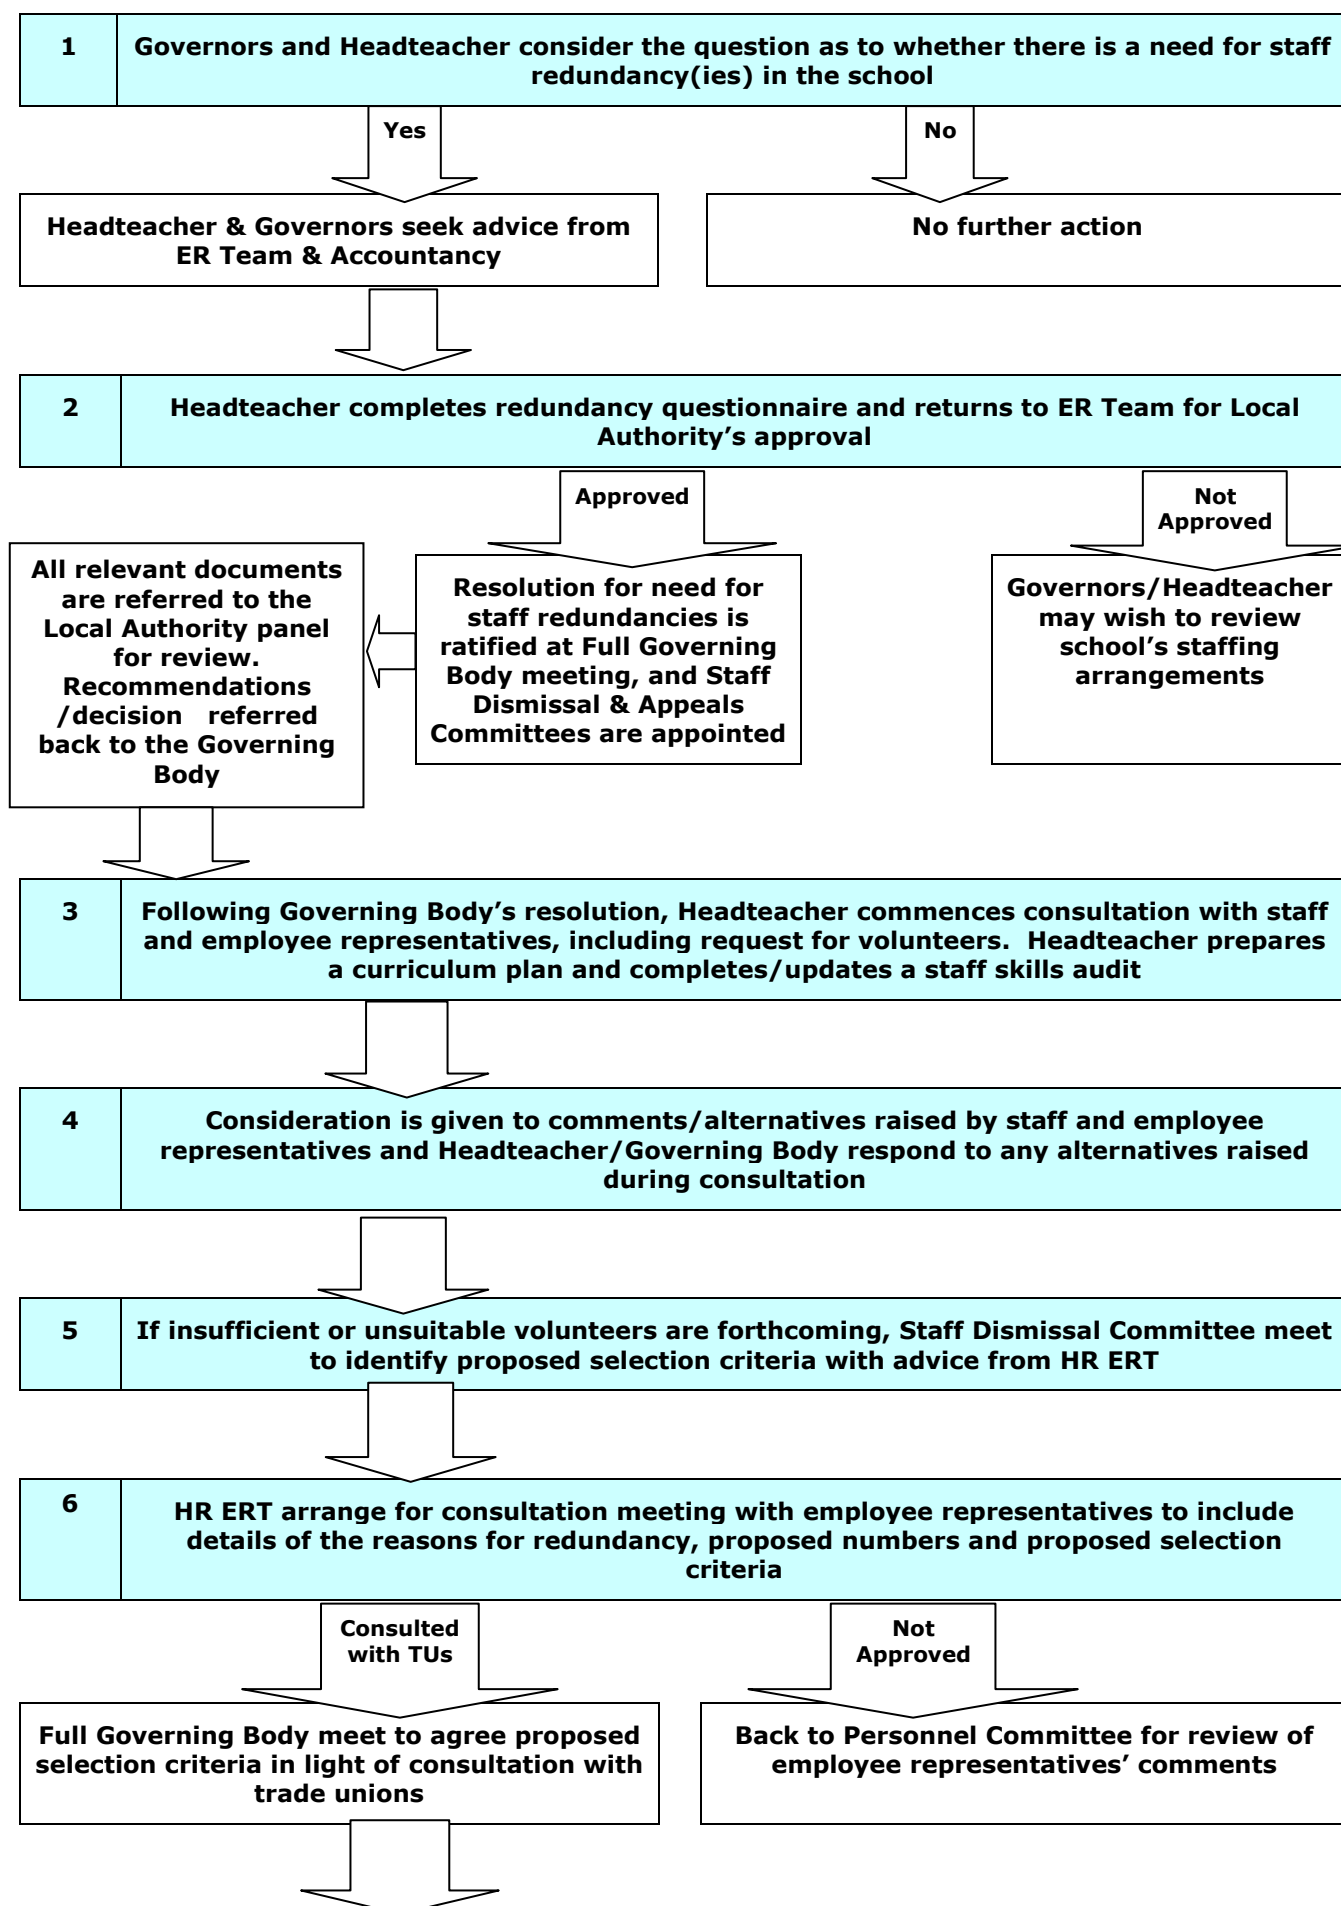 1
Governors and Headteacher consider the question as to whether there is a need for staff
redundancy(ies) in the school
Yes
No
Headteacher & Governors seek advice from
ER Team & Accountancy
No further action
2
Headteacher completes redundancy questionnaire and returns to ER Team for Local
Authority’s approval
Approved
Not
Approved
All relevant documents
are referred to the
Local Authority panel
for review.
Recommendations
/decision   referred
back to the Governing
Body
Resolution for need for
staff redundancies is
ratified at Full Governing
Body meeting, and Staff
Dismissal & Appeals
Committees are appointed
Governors/Headteacher
may wish to review
school’s staffing
arrangements
3
Following Governing Body’s resolution, Headteacher commences consultation with staff
and employee representatives, including request for volunteers.  Headteacher prepares
a curriculum plan and completes/updates a staff skills audit
4
Consideration is given to comments/alternatives raised by staff and employee
representatives and Headteacher/Governing Body respond to any alternatives raised
during consultation
5
If insufficient or unsuitable volunteers are forthcoming, Staff Dismissal Committee meet
to identify proposed selection criteria with advice from HR ERT
6
HR ERT arrange for consultation meeting with employee representatives to include
details of the reasons for redundancy, proposed numbers and proposed selection
criteria
Consulted
with TUs
Not
Approved
Full Governing Body meet to agree proposed
selection criteria in light of consultation with
trade unions
Back to Personnel Committee for review of
employee representatives’ comments